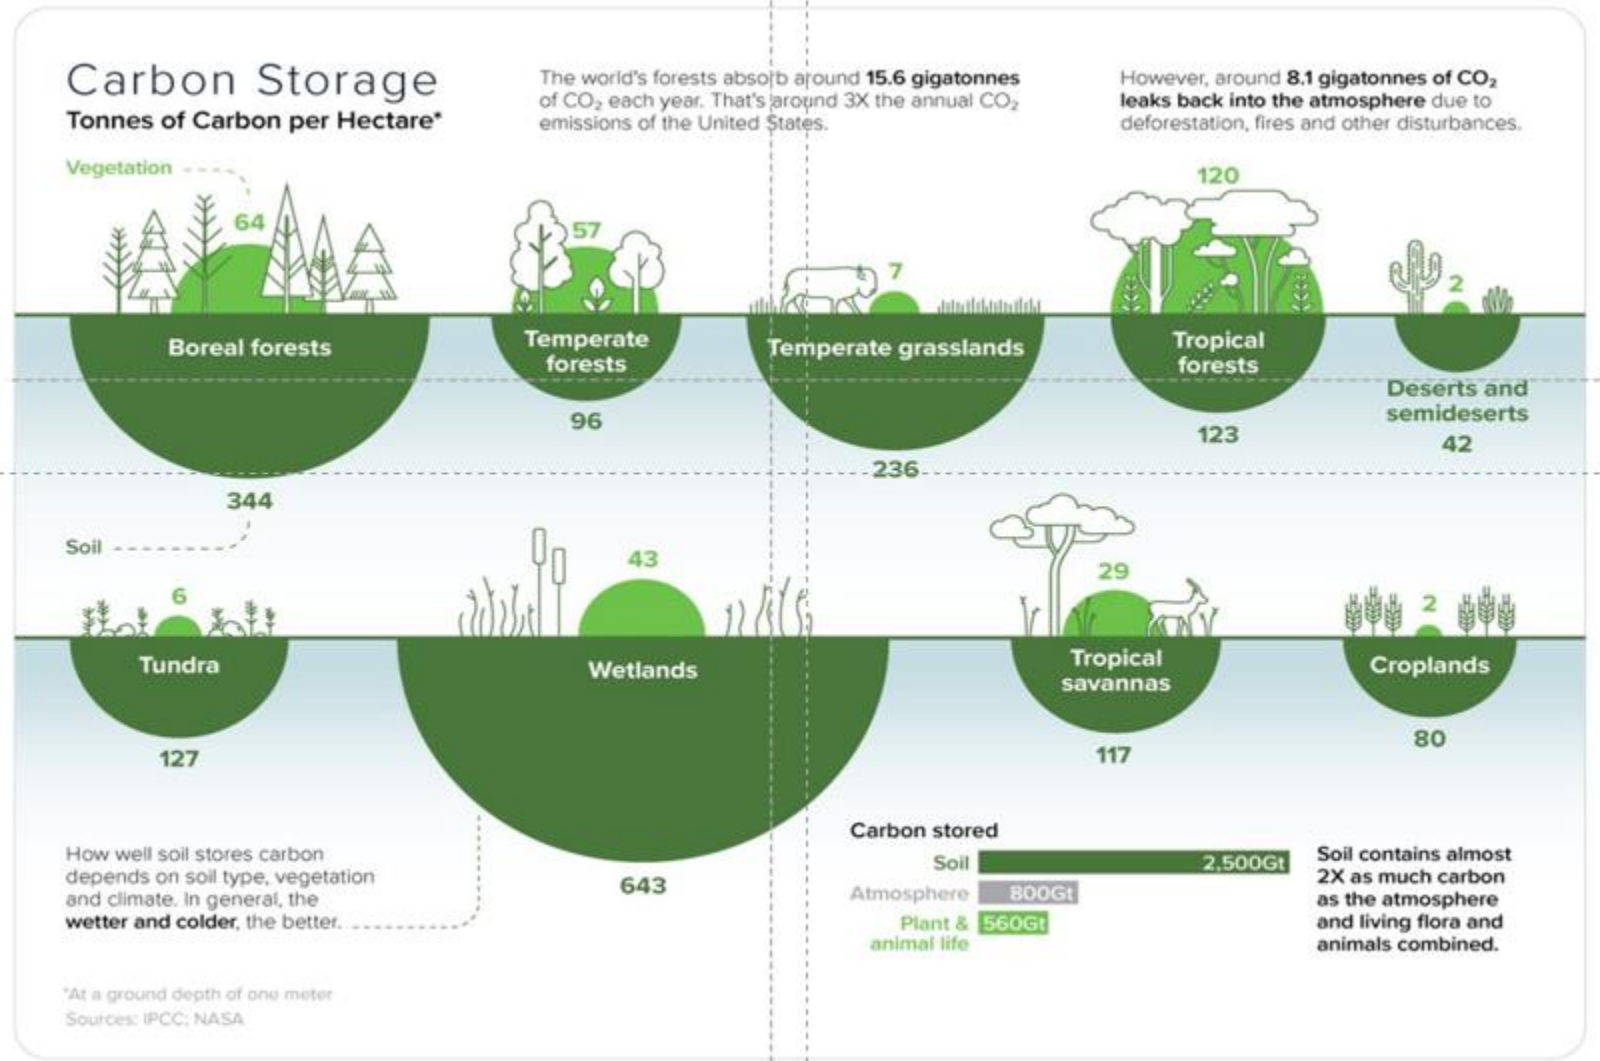 Carbon Storage
Tonnes of Carbon per Hectare*
The world's forests absorb around 15.6 gigatonnes
of CO₂ each year. That's around 3X the annual CO₂
emissions of the United States.
However, around 8.1 gigatonnes of CO₂
leaks back into the atmosphere due to
deforestation, fires and other disturbances.
Vegetation
64
Boreal forests
344
Soil
57
Temperate
forests
96
7
Temperate grasslands
236
120
Tropical
forests
123
2
Deserts and
semideserts
42
6
Tundra
127
43
Wetlands
643
29
Tropical
savannas
117
2
Croplands
80
How well soil stores carbon
depends on soil type, vegetation
and climate. In general, the
wetter and colder, the better.
Carbon stored
Soil 2,500Gt
Atmosphere 800Gt
Plant & 560Gt
animal life
Soil contains almost
2X as much carbon
as the atmosphere
and living flora and
animals combined.
*At a ground depth of one meter
Sources: IPCC; NASA